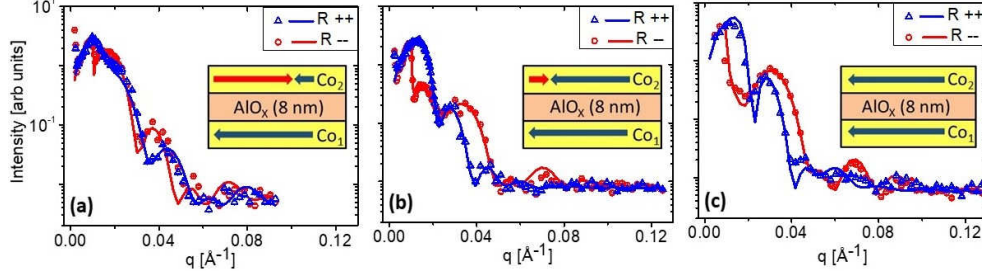 Intensity [arb units]
10¹
10⁰
10⁻¹
R ++
R --
Co₂
AlOₓ (8 nm)
Co₁
(a)
0.00 0.04 0.08 0.12
q [Å⁻¹]
R ++
R --
Co₂
AlOₓ (8 nm)
Co₁
(b)
0.00 0.04 0.08 0.12
q [Å⁻¹]
R ++
R --
Co₂
AlOₓ (8 nm)
Co₁
(c)
0.00 0.04 0.08 0.12
q [Å⁻¹]